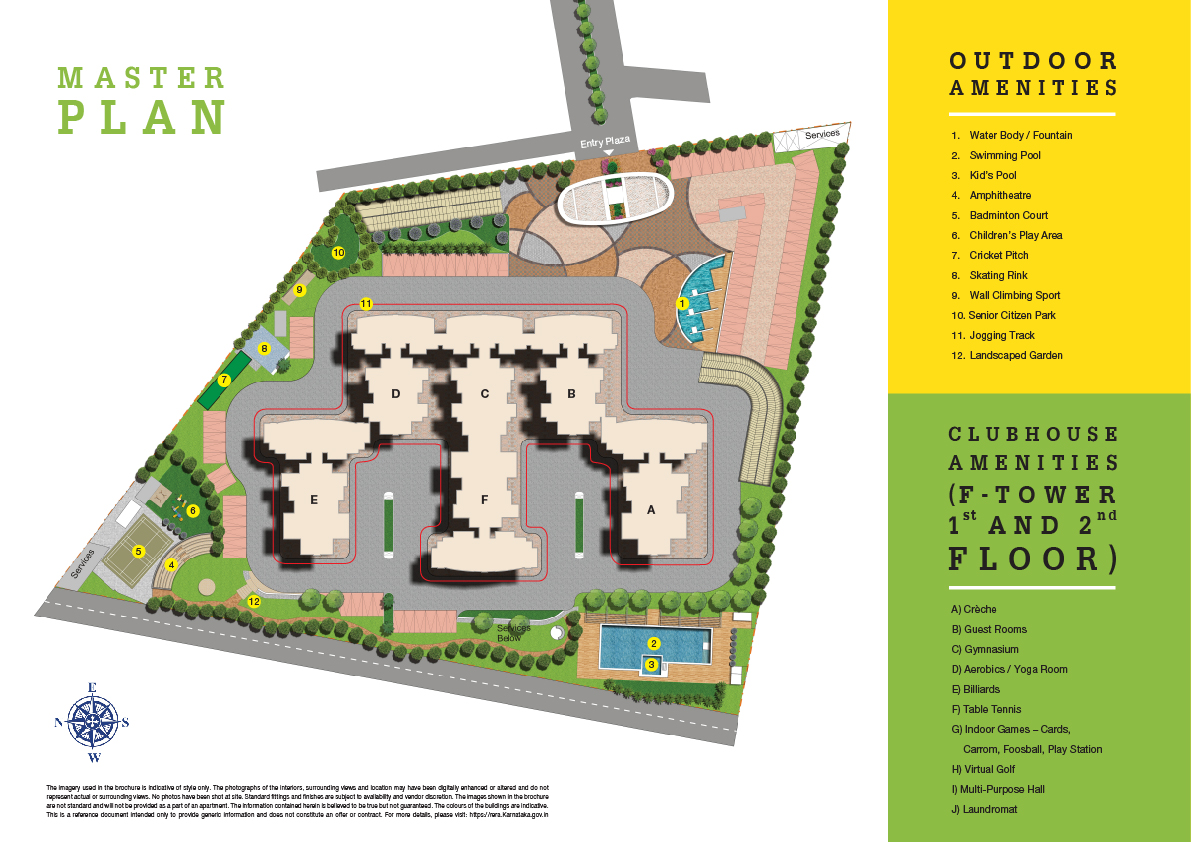 MASTER
PLAN
Entry Plaza
Services
10
9
11
1
8
7
D
C
B
6
E
F
A
5
4
Services
12
Services
Below
2
3
E
N
S
W
The imagery used in the brochure is indicative of style only. The photographs of the interiors, surrounding views and location may have been digitally enhanced or altered and do not
represent actual or surrounding views. No photos have been shot at site. Standard fittings and finishes are subject to availability and vendor discretion. The images shown in the brochure
are not standard and will not be provided as a part of an apartment. The information contained herein is believed to be true but not guaranteed. The colours of the buildings are indicative.
This is a reference document intended only to provide generic information and does not constitute an offer or contract. For more details, please visit: https://rera.Karnataka.gov.in
OUTDOOR
AMENITIES
1. Water Body / Fountain
2. Swimming Pool
3. Kid's Pool
4. Amphitheatre
5. Badminton Court
6. Children's Play Area
7. Cricket Pitch
8. Skating Rink
9. Wall Climbing Sport
10. Senior Citizen Park
11. Jogging Track
12. Landscaped Garden
CLUBHOUSE
AMENITIES
(F-TOWER
1st AND 2nd
FLOOR)
A) Crèche
B) Guest Rooms
C) Gymnasium
D) Aerobics / Yoga Room
E) Billiards
F) Table Tennis
G) Indoor Games – Cards,
Carrom, Foosball, Play Station
H) Virtual Golf
I) Multi-Purpose Hall
J) Laundromat